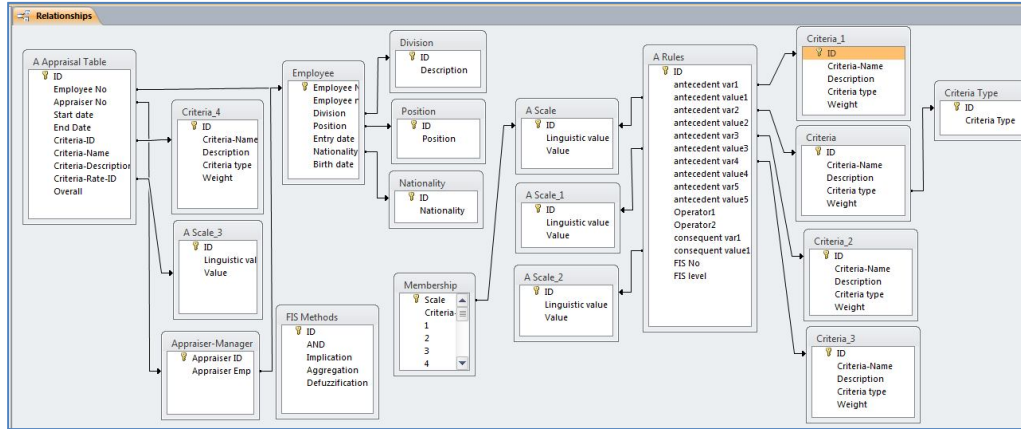 Relationships
A Appraisal Table
ID
Employee No
Appraiser No
Start date
End Date
Criteria-ID
Criteria-Name
Criteria-Description
Criteria-Rate-ID
Overall
Criteria_4
ID
Criteria-Name
Description
Criteria type
Weight
A Scale_3
ID
Linguistic val
Value
Appraiser-Manager
Appraiser ID
Appraiser Emp
Employee
Employee N
Employee n
Division
Position
Entry date
Nationality
Birth date
FIS Methods
ID
AND
Implication
Aggregation
Defuzzification
Division
ID
Description
Position
ID
Position
Nationality
ID
Nationality
Membership
Scale
Criteria-
1
2
3
4
A Scale
ID
Linguistic value
Value
A Scale_1
ID
Linguistic value
Value
A Scale_2
ID
Linguistic value
Value
A Rules
ID
antecedent var1
antecedent value1
antecedent var2
antecedent value2
antecedent var3
antecedent value3
antecedent var4
antecedent value4
antecedent var5
antecedent value5
Operator1
Operator2
consequent var1
consequent value1
FIS No
FIS level
Criteria_1
ID
Criteria-Name
Description
Criteria type
Weight
Criteria
ID
Criteria-Name
Description
Criteria type
Weight
Criteria_2
ID
Criteria-Name
Description
Criteria type
Weight
Criteria_3
ID
Criteria-Name
Description
Criteria type
Weight
Criteria Type
ID
Criteria Type